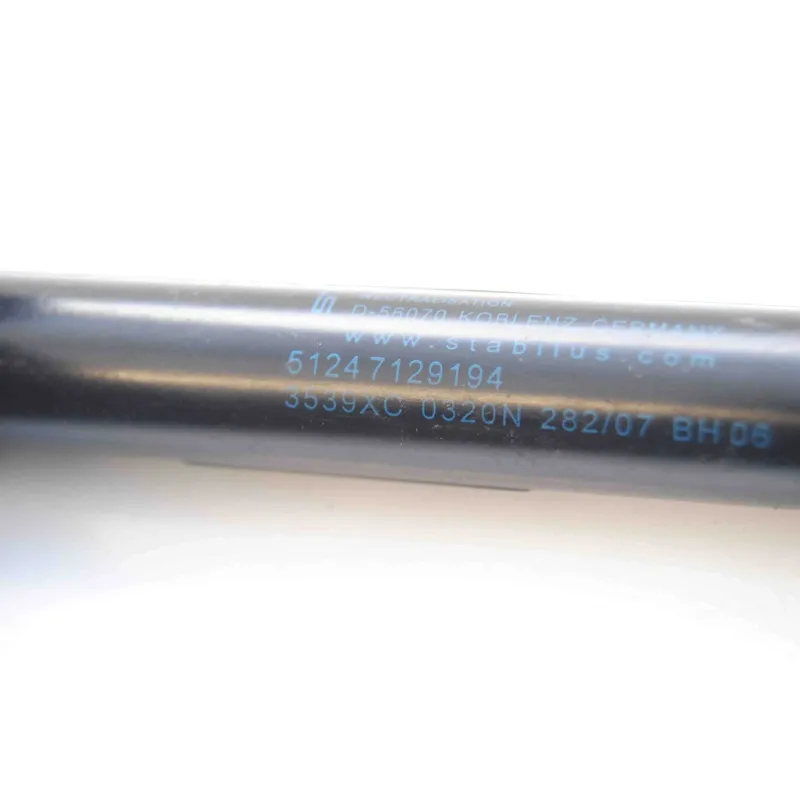 D-56070 KOBLENZ GERMANY
www.stabilus.com
51247129194
3539XC 0320N 282/07 BH 06